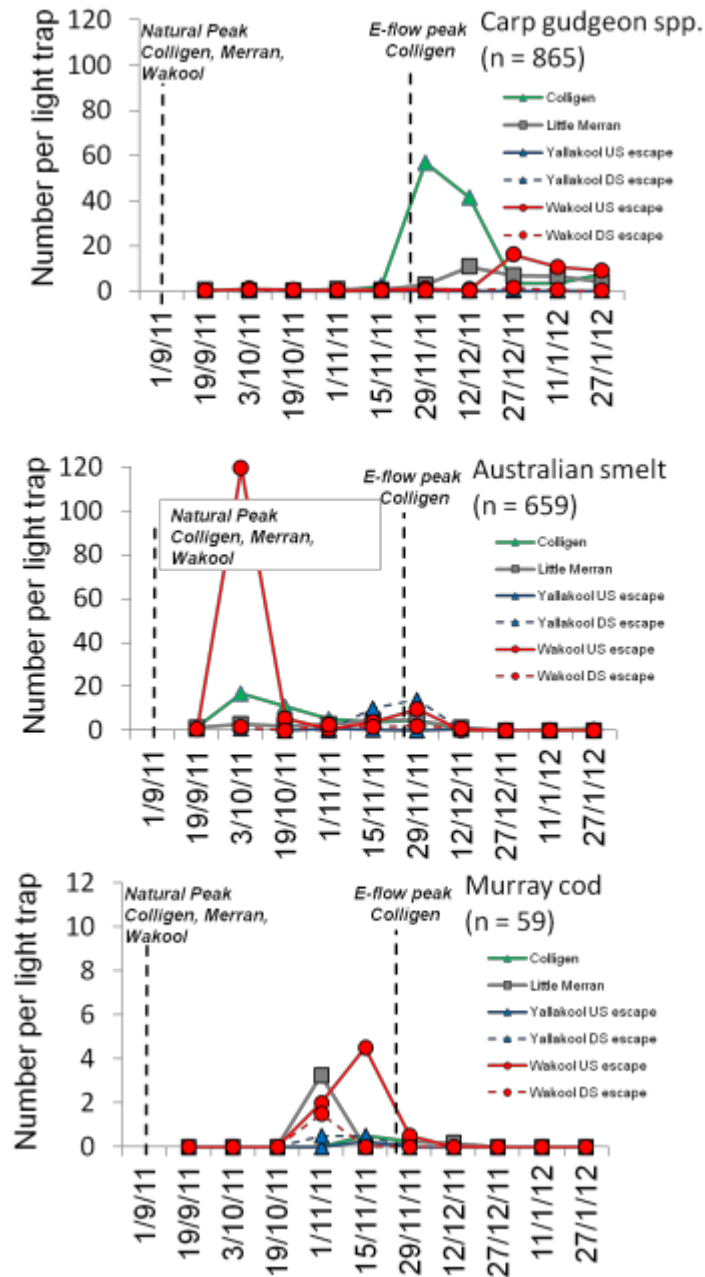 Natural Peak
Colligen, Merran,
Wakool
E-flow peak
Colligen
Carp gudgeon spp.
(n = 865)
Number per light trap
120
100
80
60
40
20
0
Colligen
Little Merran
Yallakool US escape
Yallakool DS escape
Wakool US escape
Wakool DS escape
1/9/11
19/9/11
3/10/11
19/10/11
1/11/11
15/11/11
29/11/11
12/12/11
27/12/11
11/1/12
27/1/12
Natural Peak
Colligen, Merran,
Wakool
E-flow peak
Colligen
Australian smelt
(n = 659)
Number per light trap
120
100
80
60
40
20
0
Colligen
Little Merran
Yallakool US escape
Yallakool DS escape
Wakool US escape
Wakool DS escape
1/9/11
19/9/11
3/10/11
19/10/11
1/11/11
15/11/11
29/11/11
12/12/11
27/12/11
11/1/12
27/1/12
Natural Peak
Colligen, Merran,
Wakool
E-flow peak
Colligen
Murray cod
(n = 59)
Number per light trap
12
10
8
6
4
2
0
Colligen
Little Merran
Yallakool US escape
Yallakool DS escape
Wakool US escape
Wakool DS escape
1/9/11
19/9/11
3/10/11
19/10/11
1/11/11
15/11/11
29/11/11
12/12/11
27/12/11
11/1/12
27/1/12